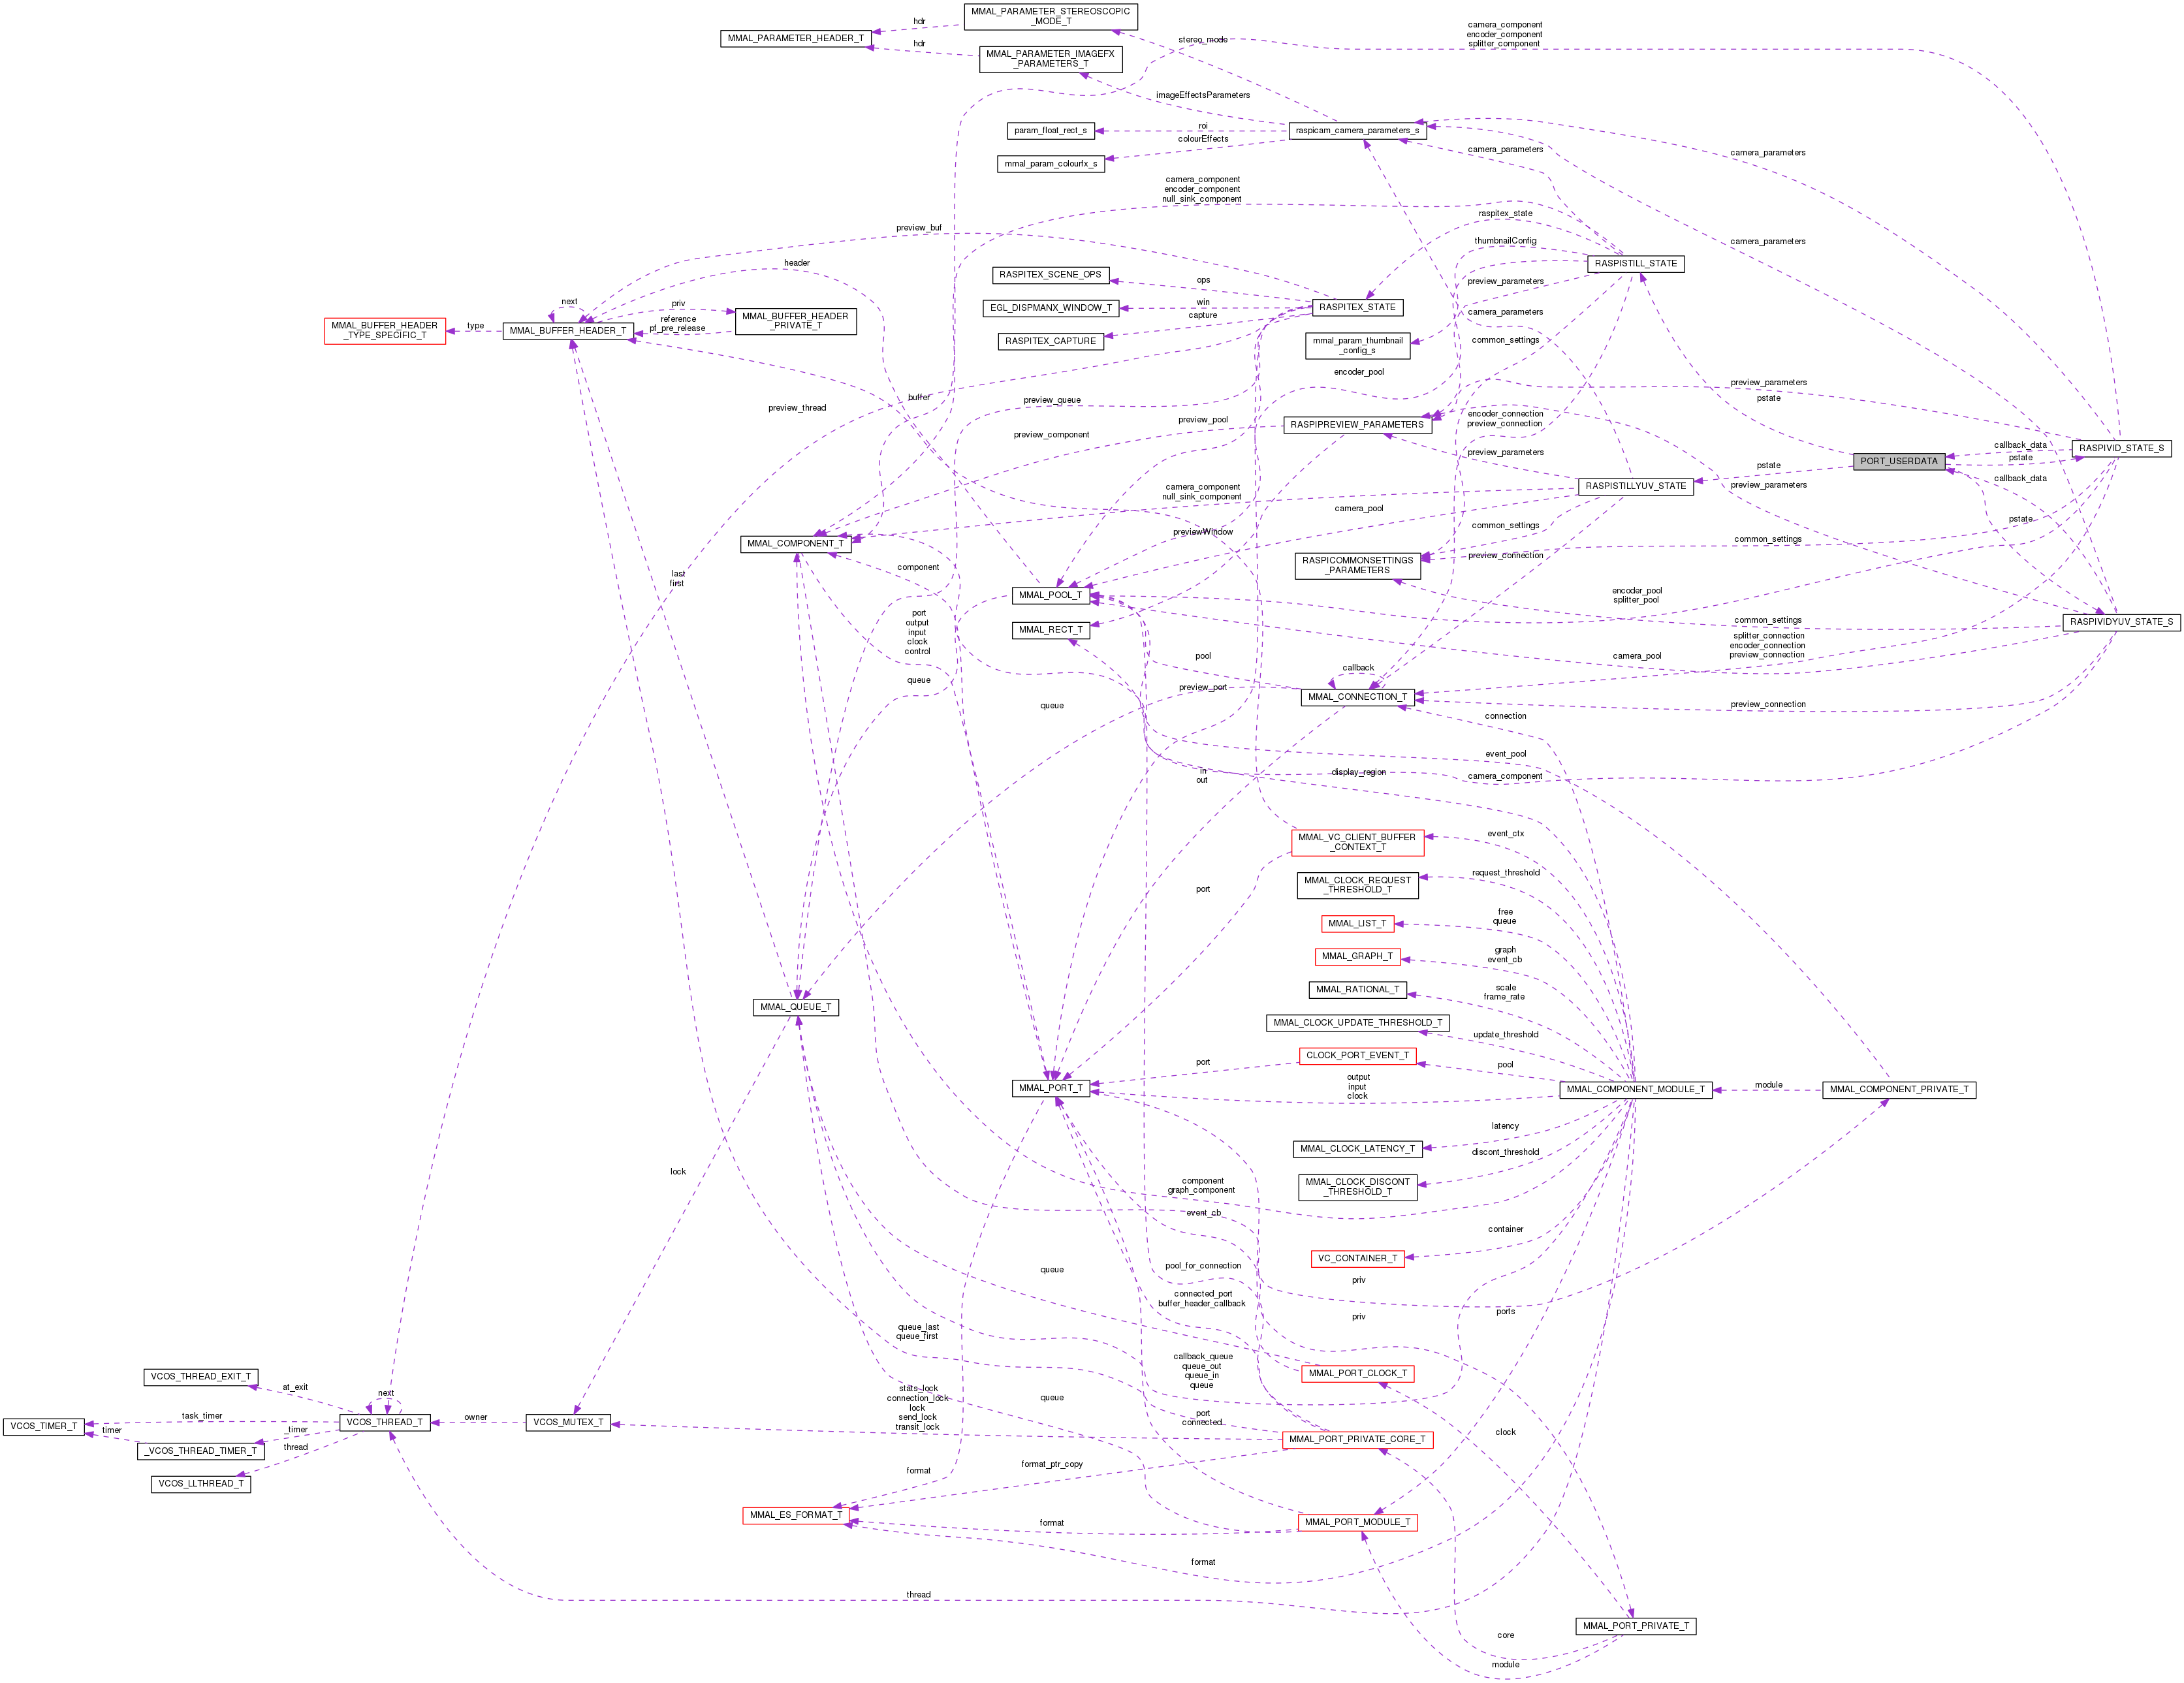 MMAL_PARAMETER_STEREOSCOPIC
_MODE_T
hdr
MMAL_PARAMETER_HEADER_T
hdr
MMAL_PARAMETER_IMAGEFX
_PARAMETERS_T
stereo_mode
camera_component
encoder_component
splitter_component
imageEffectsParameters
param_float_rect_s
roi
raspicam_camera_parameters_s
colourEffects
mmal_param_colourfx_s
camera_parameters
camera_parameters
camera_component
encoder_component
null_sink_component
raspitex_state
preview_buf
thumbnailConfig
camera_parameters
header
RASPISTILL_STATE
RASPITEX_SCENE_OPS
ops
preview_parameters
next
priv
EGL_DISPMANX_WINDOW_T
win
RASPITEX_STATE
capture
camera_parameters
MMAL_BUFFER_HEADER
_TYPE_SPECIFIC_T
type
MMAL_BUFFER_HEADER_T
reference
pf_pre_release
MMAL_BUFFER_HEADER
_PRIVATE_T
RASPITEX_CAPTURE
mmal_param_thumbnail
_config_s
common_settings
encoder_pool
preview_thread
buffer
preview_queue
preview_parameters
pstate
preview_pool
encoder_connection
preview_connection
RASPIPREVIEW_PARAMETERS
preview_component
callback_data
pstate
RASPIVID_STATE_S
preview_parameters
pstate
PORT_USERDATA
callback_data
preview_parameters
RASPISTILLYUV_STATE
camera_component
null_sink_component
camera_pool
pstate
previewWindow
common_settings
common_settings
MMAL_COMPONENT_T
preview_connection
RASPICOMMONSETTINGS
_PARAMETERS
component
last
first
MMAL_POOL_T
encoder_pool
splitter_pool
port
output
input
clock
control
MMAL_RECT_T
common_settings
RASPIVIDYUV_STATE_S
splitter_connection
encoder_connection
preview_connection
pool
camera_pool
callback
queue
preview_port
MMAL_CONNECTION_T
queue
preview_connection
connection
event_pool
in
out
display_region
camera_component
MMAL_VC_CLIENT_BUFFER
_CONTEXT_T
event_ctx
port
MMAL_CLOCK_REQUEST
_THRESHOLD_T
request_threshold
MMAL_LIST_T
free
queue
MMAL_GRAPH_T
graph
event_cb
MMAL_RATIONAL_T
scale
frame_rate
MMAL_QUEUE_T
MMAL_CLOCK_UPDATE_THRESHOLD_T
update_threshold
port
CLOCK_PORT_EVENT_T
pool
MMAL_PORT_T
output
input
clock
MMAL_COMPONENT_MODULE_T
module
MMAL_COMPONENT_PRIVATE_T
latency
MMAL_CLOCK_LATENCY_T
discont_threshold
lock
component
graph_component
MMAL_CLOCK_DISCONT
_THRESHOLD_T
event_cb
container
VC_CONTAINER_T
queue
pool_for_connection
priv
connected_port
buffer_header_callback
priv
ports
queue_last
queue_first
callback_queue
queue_out
queue_in
queue
MMAL_PORT_CLOCK_T
VCOS_THREAD_EXIT_T
at_exit
next
stats_lock
connection_lock
lock
send_lock
transit_lock
queue
VCOS_TIMER_T
task_timer
VCOS_THREAD_T
owner
VCOS_MUTEX_T
port
connected
timer
_timer
_VCOS_THREAD_TIMER_T
thread
clock
MMAL_PORT_PRIVATE_CORE_T
VCOS_LLTHREAD_T
format
format_ptr_copy
MMAL_ES_FORMAT_T
format
MMAL_PORT_MODULE_T
format
thread
MMAL_PORT_PRIVATE_T
core
module